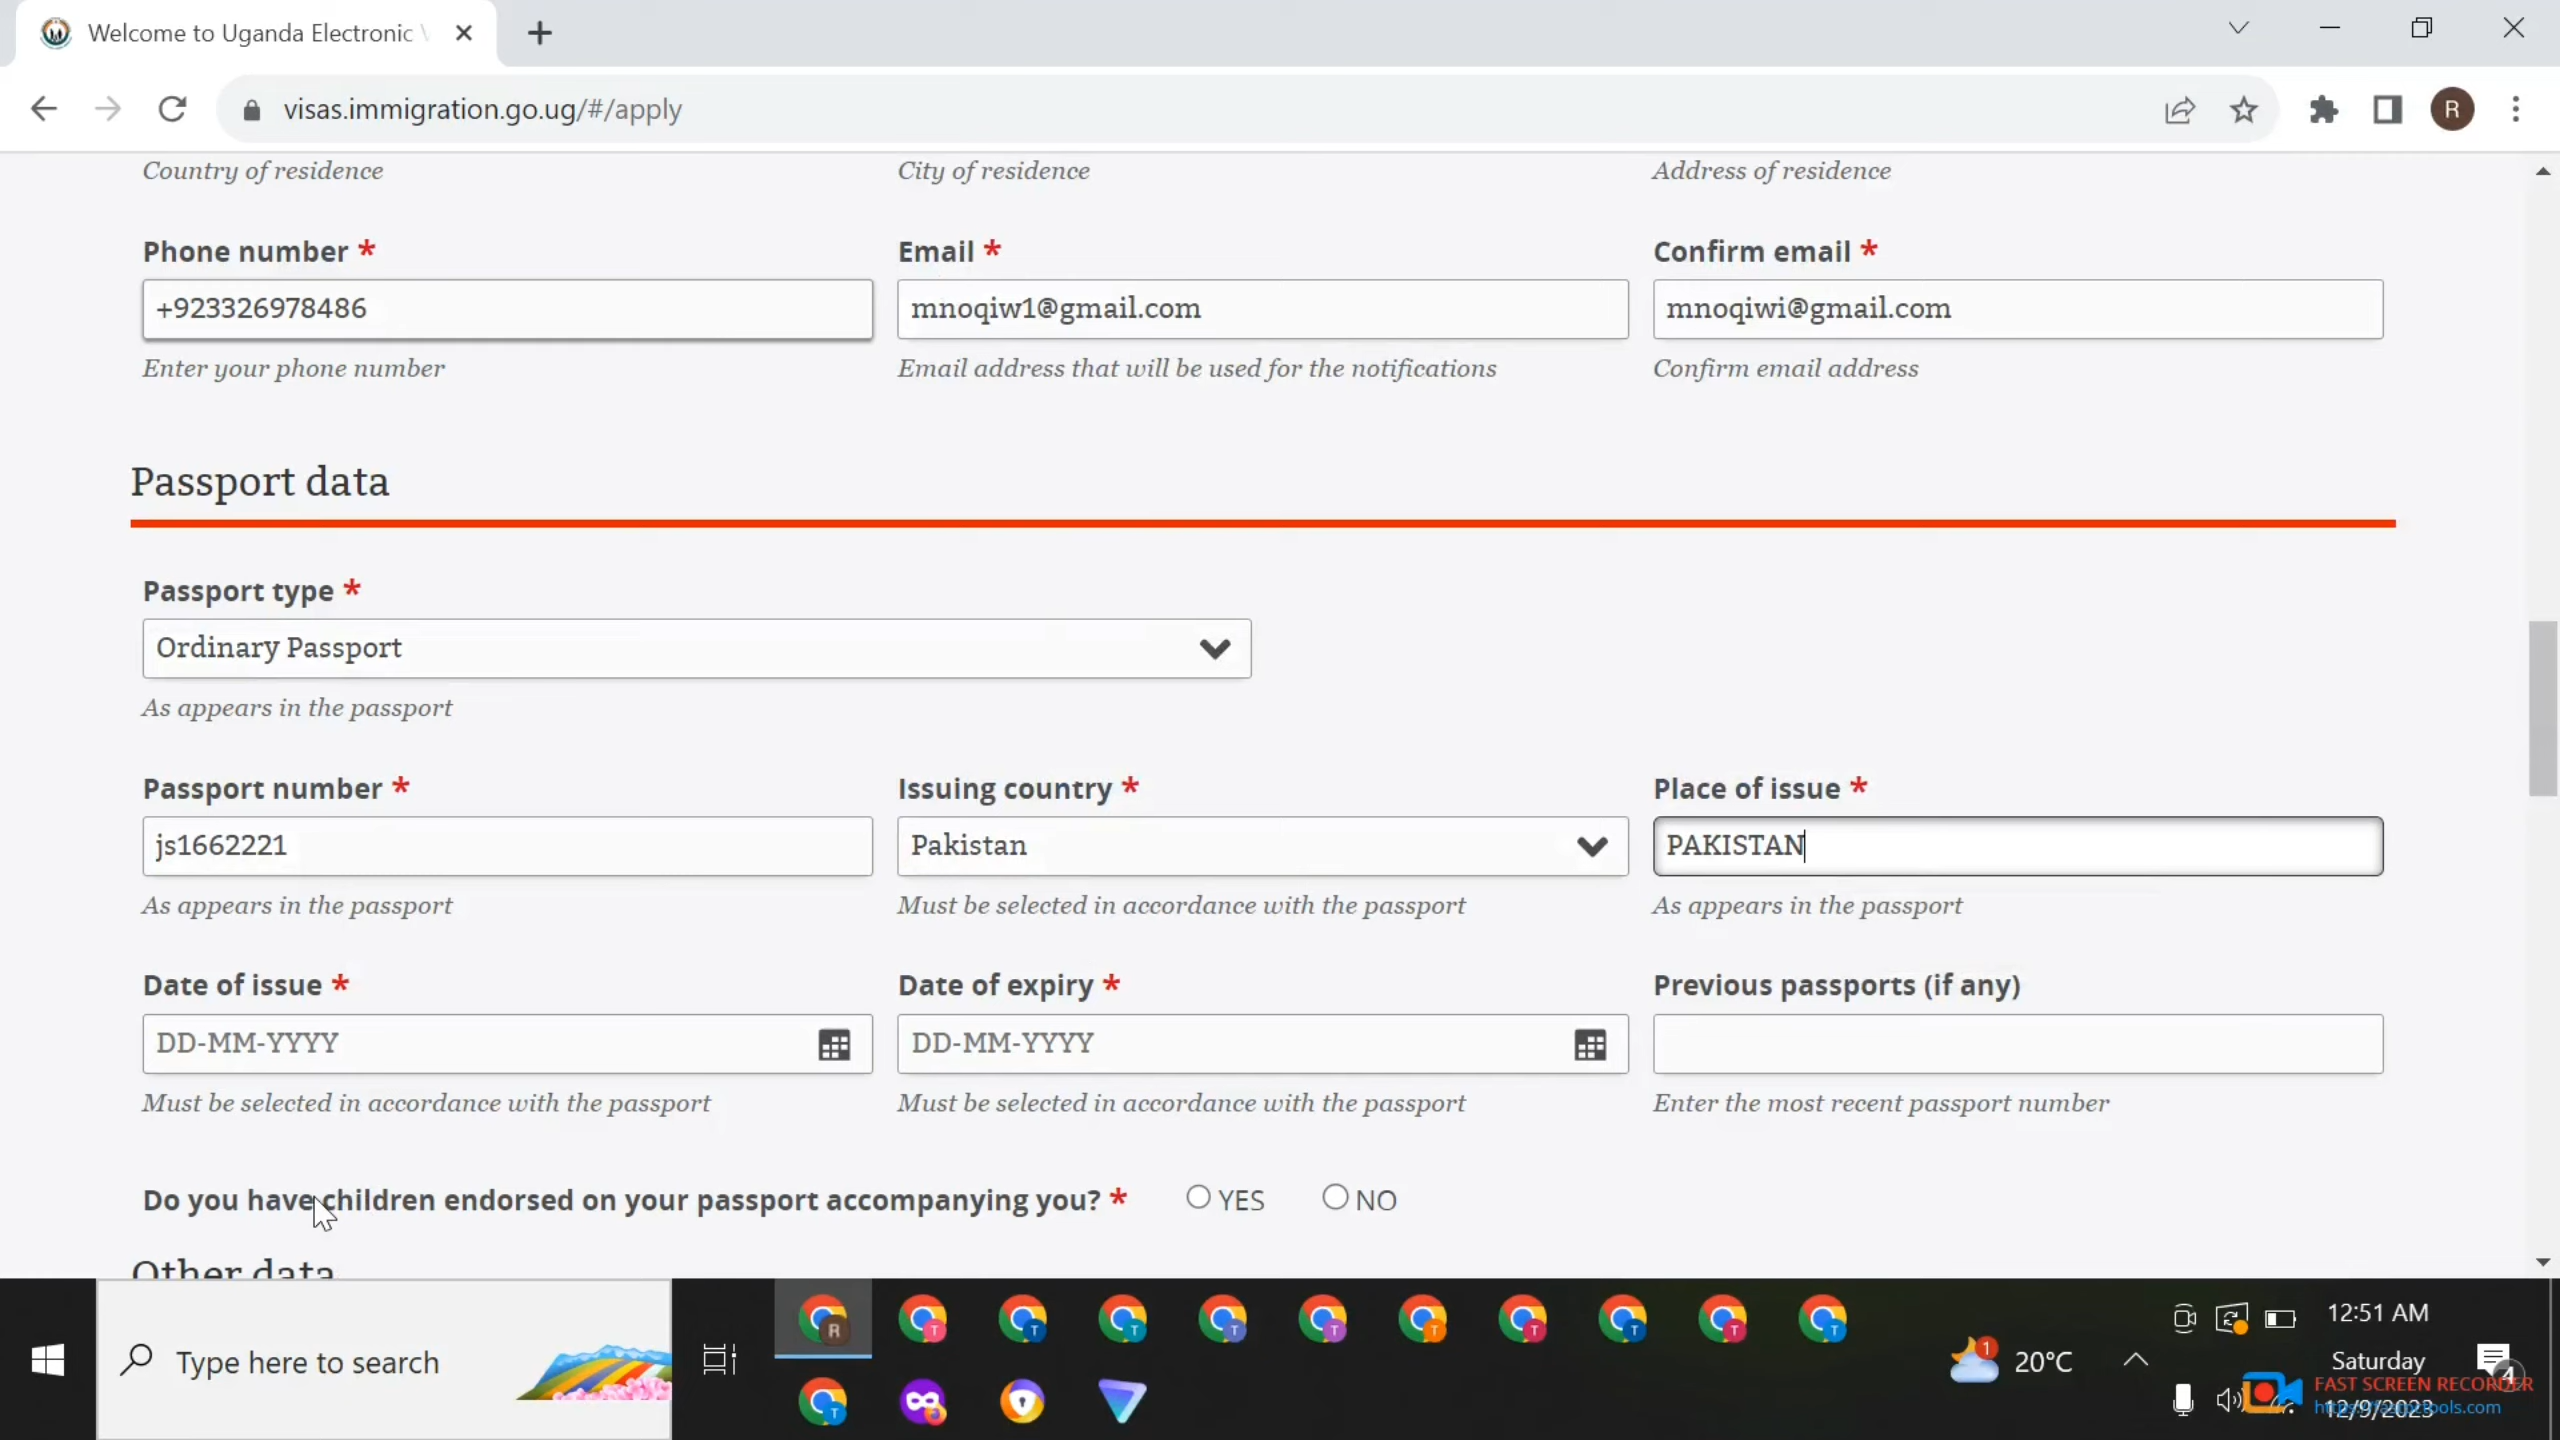 Welcome to Uganda Electronic
visas.immigration.go.ug/#/apply
R
Country of residence
City of residence
Address of residence
Phone number *
Email *
Confirm email *
+923326978486
mnoqiw1@gmail.com
mnoqiwi@gmail.com
Enter your phone number
Email address that will be used for the notifications
Confirm email address
Passport data
Passport type *
Ordinary Passport
As appears in the passport
Passport number *
Issuing country *
Place of issue *
js1662221
Pakistan
PAKISTAN
As appears in the passport
Must be selected in accordance with the passport
As appears in the passport
Date of issue *
Date of expiry *
Previous passports (if any)
DD-MM-YYYY
DD-MM-YYYY
Must be selected in accordance with the passport
Must be selected in accordance with the passport
Enter the most recent passport number
Do you have children endorsed on your passport accompanying you? *
YES
NO
Other data
Type here to search
R
T
T
T
T
T
T
T
T
T
T
T
1
20°C
12:51 AM
Saturday
12/9/2023
4
FAST SCREEN RECORDER